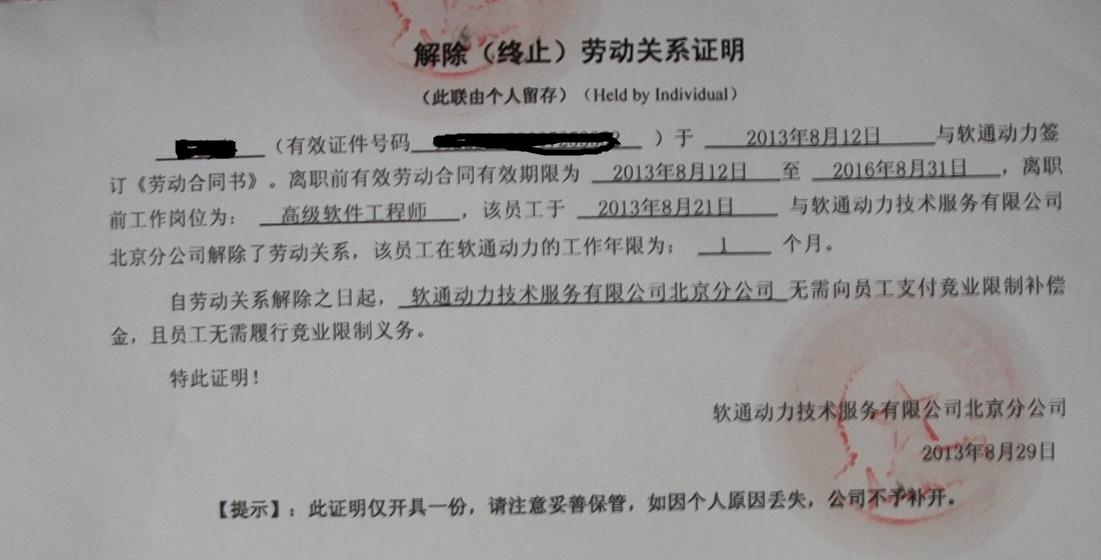 解除（终止）劳动关系证明
（此联由个人留存）（Held by Individual）
（有效证件号码 ）于 2013年8月12日 与软通动力签
订《劳动合同书》。离职前有效劳动合同有效期限为 2013年8月12日 至 2016年8月31日 ，离职
前工作岗位为： 高级软件工程师 ，该员工于 2013年8月21日 与软通动力技术服务有限公司
北京分公司解除了劳动关系，该员工在软通动力的工作年限为： 1 个月。
自劳动关系解除之日起， 软通动力技术服务有限公司北京分公司 无需向员工支付竞业限制补偿
金，且员工无需履行竞业限制义务。
特此证明！
软通动力技术服务有限公司北京分公司
2013年8月29日
【提示】：此证明仅开具一份，请注意妥善保管，如因个人原因丢失，公司不予补开。